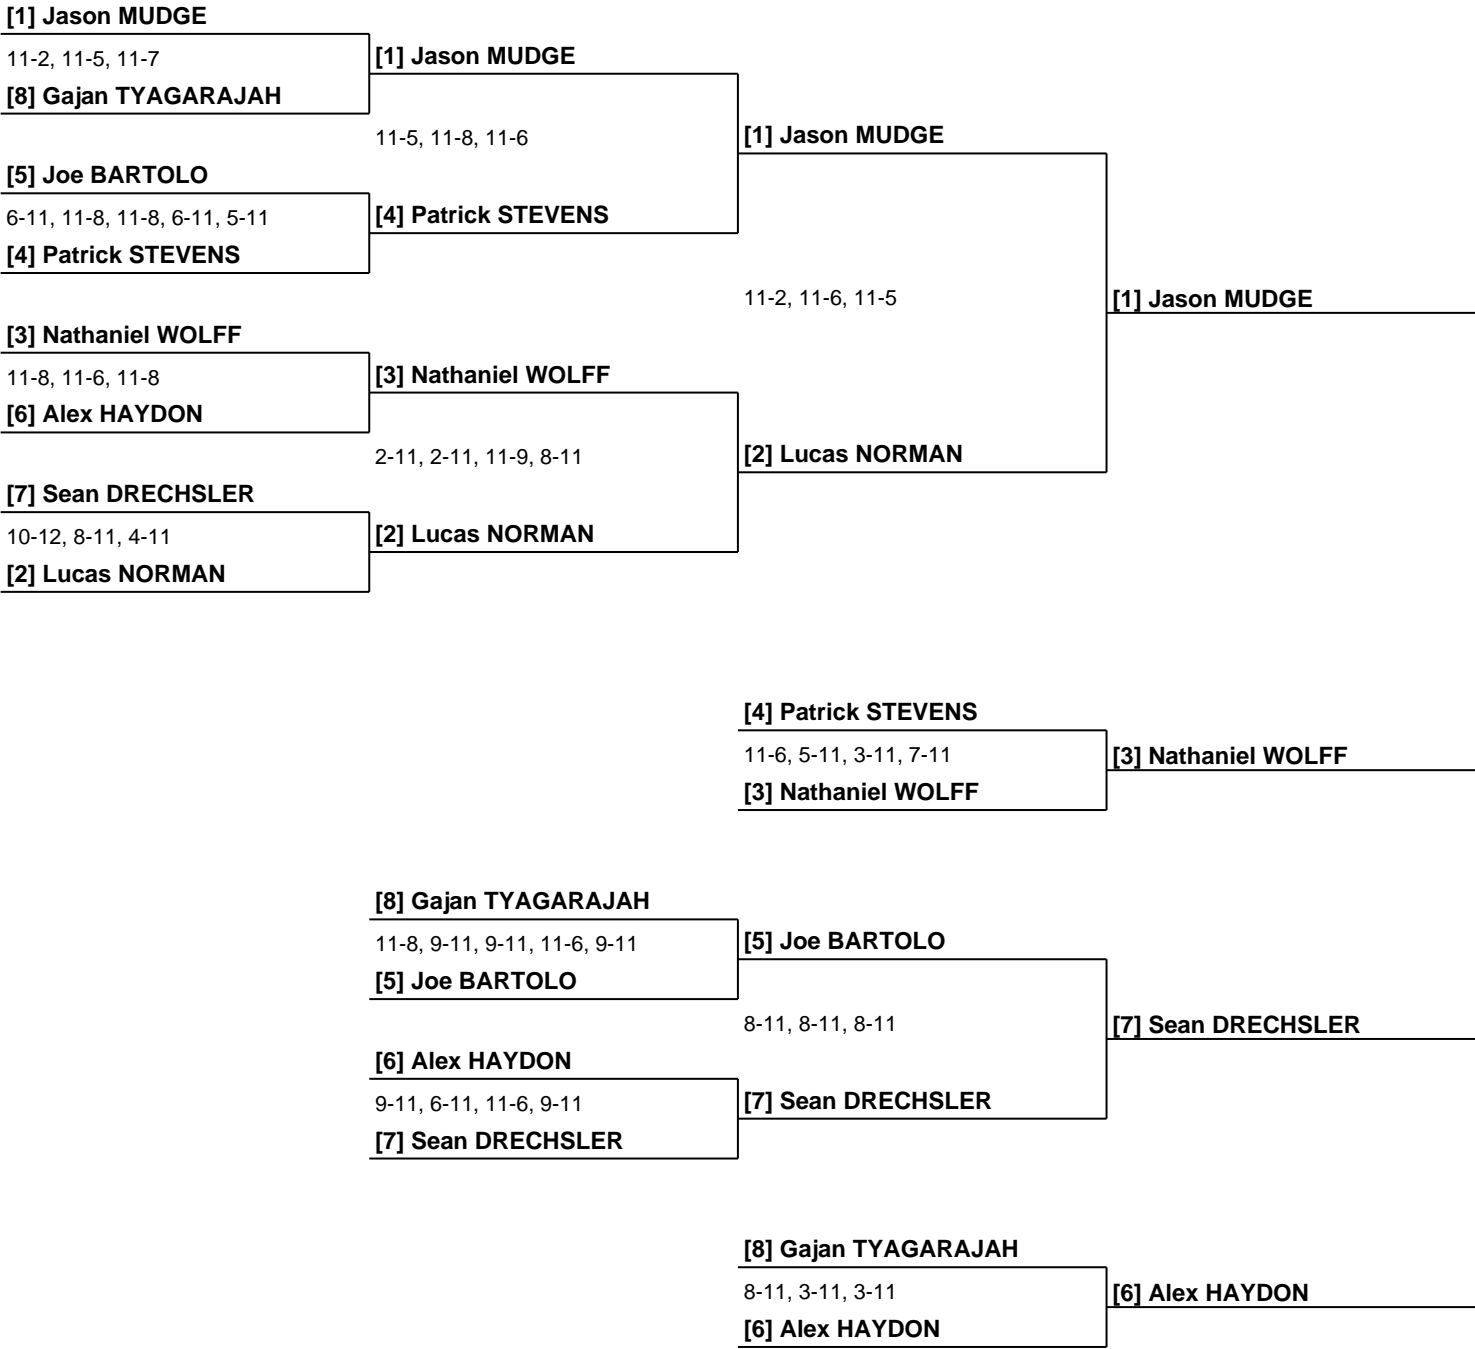 [1] Jason MUDGE
11-2, 11-5, 11-7
[1] Jason MUDGE
[8] Gajan TYAGARAJAH
11-5, 11-8, 11-6
[1] Jason MUDGE
[5] Joe BARTOLO
6-11, 11-8, 11-8, 6-11, 5-11
[4] Patrick STEVENS
[4] Patrick STEVENS
11-2, 11-6, 11-5
[1] Jason MUDGE
[3] Nathaniel WOLFF
11-8, 11-6, 11-8
[3] Nathaniel WOLFF
[6] Alex HAYDON
2-11, 2-11, 11-9, 8-11
[2] Lucas NORMAN
[7] Sean DRECHSLER
10-12, 8-11, 4-11
[2] Lucas NORMAN
[2] Lucas NORMAN
[4] Patrick STEVENS
11-6, 5-11, 3-11, 7-11
[3] Nathaniel WOLFF
[3] Nathaniel WOLFF
[8] Gajan TYAGARAJAH
11-8, 9-11, 9-11, 11-6, 9-11
[5] Joe BARTOLO
[5] Joe BARTOLO
8-11, 8-11, 8-11
[7] Sean DRECHSLER
[6] Alex HAYDON
9-11, 6-11, 11-6, 9-11
[7] Sean DRECHSLER
[7] Sean DRECHSLER
[8] Gajan TYAGARAJAH
8-11, 3-11, 3-11
[6] Alex HAYDON
[6] Alex HAYDON